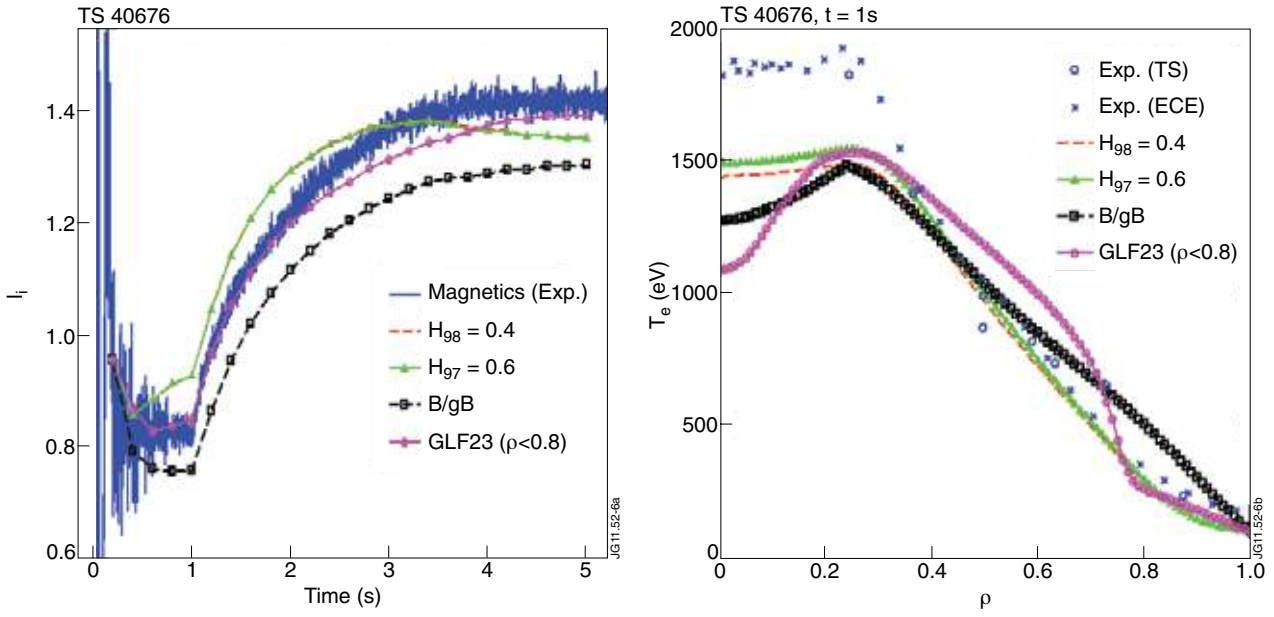 TS 40676
1.4
1.2
1.0
0.8
0.6
li
0 1 2 3 4 5
Time (s)
Magnetics (Exp.)
H98 = 0.4
H97 = 0.6
B/gB
GLF23 (ρ<0.8)
JG11.52-6a
TS 40676, t = 1s
2000
1500
1000
500
0
Te (eV)
0 0.2 0.4 0.6 0.8 1.0
ρ
Exp. (TS)
Exp. (ECE)
H98 = 0.4
H97 = 0.6
B/gB
GLF23 (ρ<0.8)
JG11.52-6b